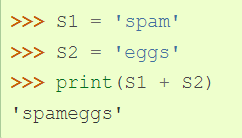 >>> S1 = 'spam'
>>> S2 = 'eggs'
>>> print(S1 + S2)
'spameggs'